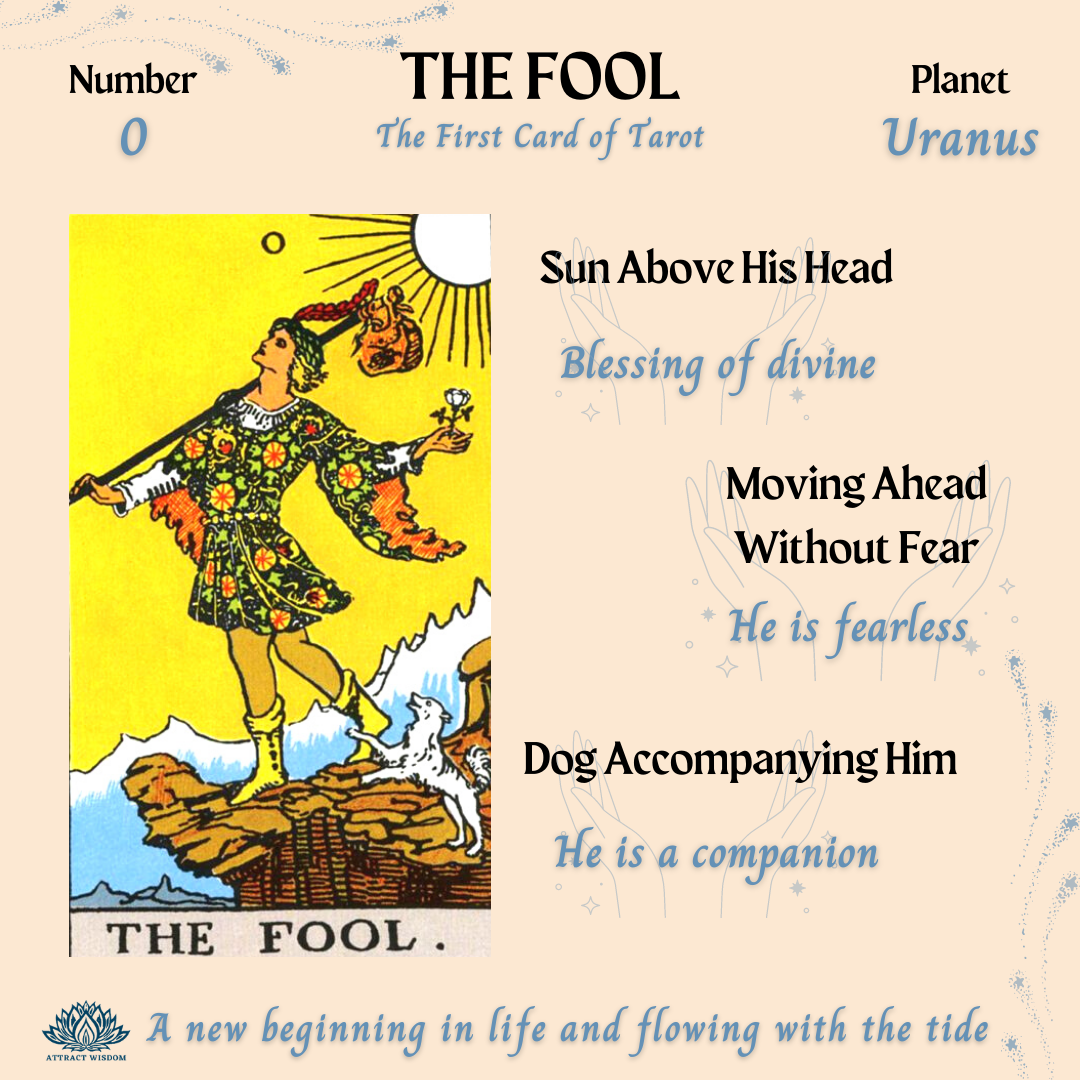 Number
0
THE FOOL
The First Card of Tarot
Planet
Uranus
0
THE FOOL.
Sun Above His Head
Blessing of divine
Moving Ahead
Without Fear
He is fearless
Dog Accompanying Him
He is a companion
ATTRACT WISDOM
A new beginning in life and flowing with the tide